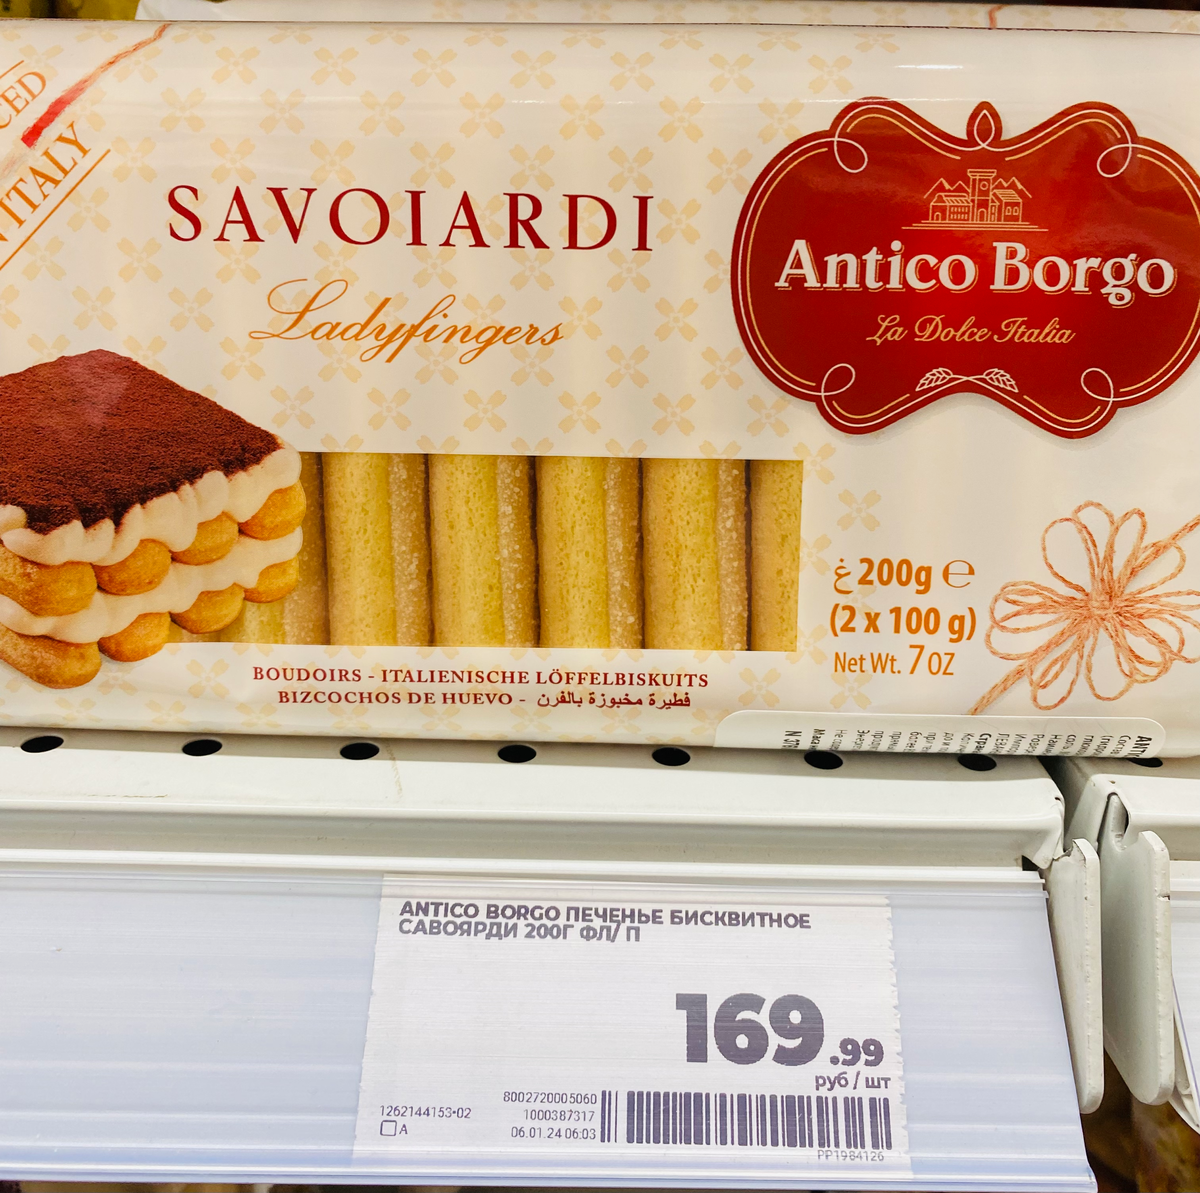 CED
ITALY
SAVOIARDI
Ladyfingers
Antico Borgo
La Dolce Italia
غ 200g ℮
(2 x 100 g)
Net Wt. 7 OZ
BOUDOIRS - ITALIENISCHE LÖFFELBISKUITS
BIZCOCHOS DE HUEVO - فطيرة مخبوزة بالفرن
ANTICO BORGO ПЕЧЕНЬЕ БИСКВИТНОЕ
САВОЯРДИ 200Г ФЛ/ П
169.99
руб / шт
8002720005060
1262144153-02
1000387317
А
06.01.24 06:03
PP1984126